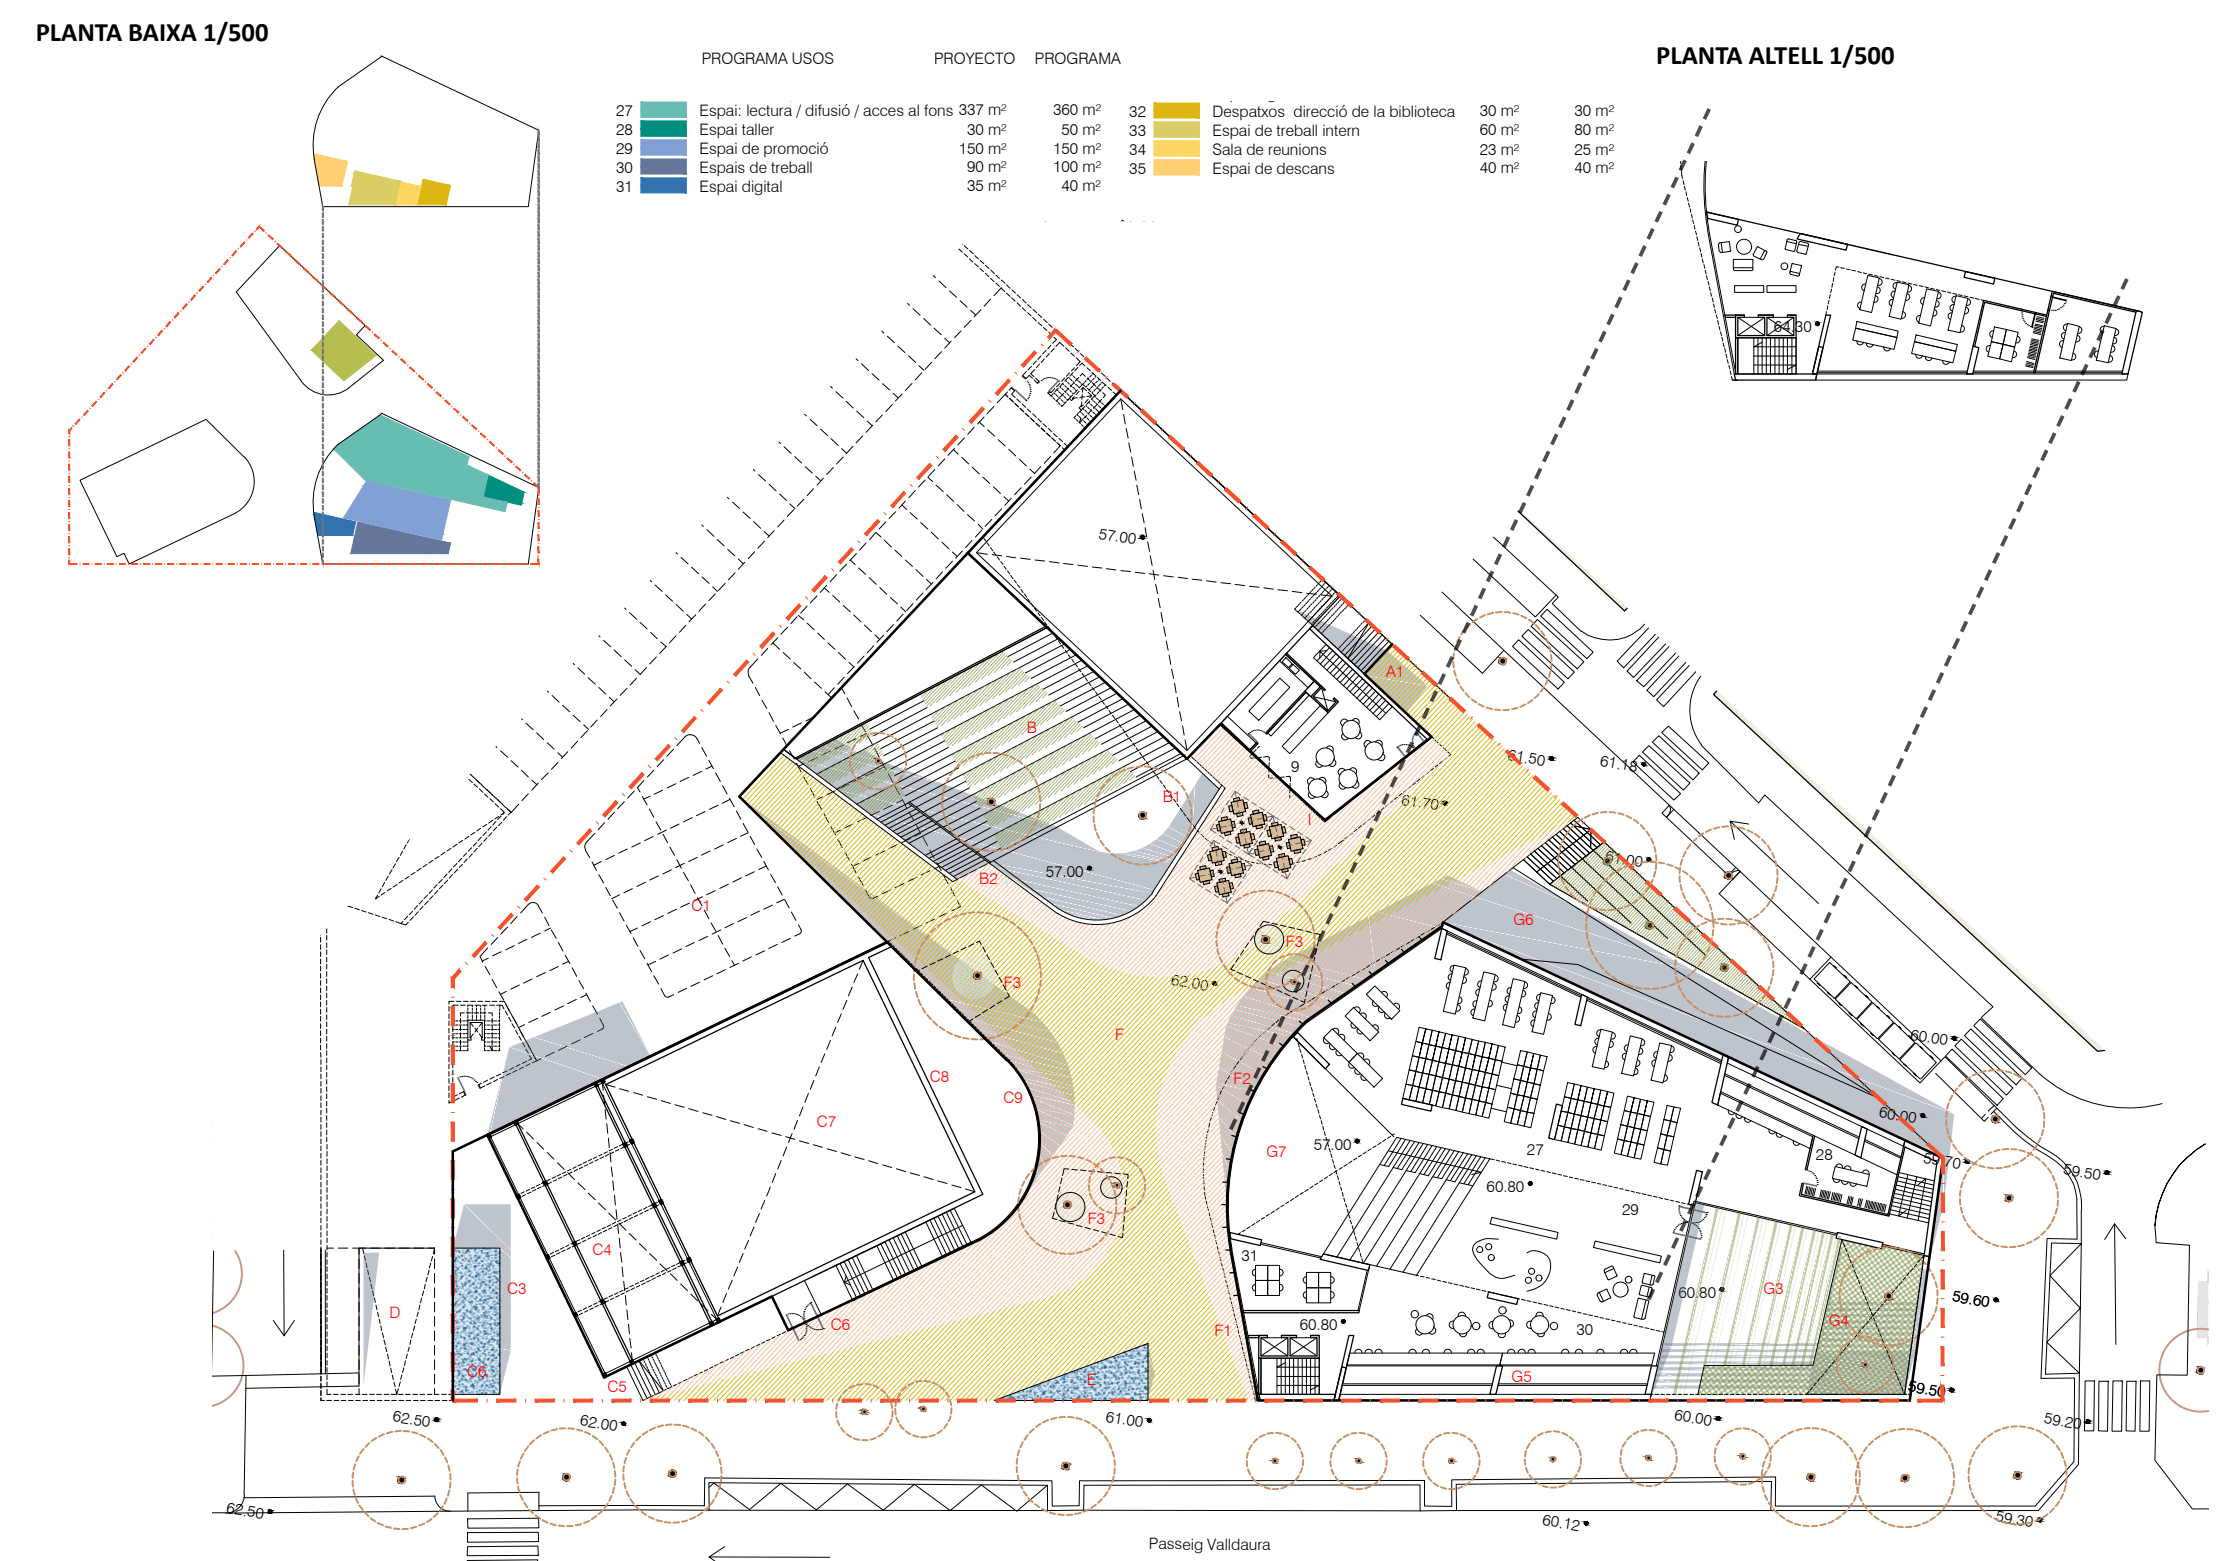 PLANTA BAIXA 1/500
PLANTA ALTELL 1/500
PROGRAMA USOS PROYECTO PROGRAMA
27 Espai: lectura / difusió / acces al fons 337 m² 360 m²
28 Espai taller 30 m² 50 m²
29 Espai de promoció 150 m² 150 m²
30 Espais de treball 90 m² 100 m²
31 Espai digital 35 m² 40 m²
32 Despatxos direcció de la biblioteca 30 m² 30 m²
33 Espai de treball intern 60 m² 80 m²
34 Sala de reunions 23 m² 25 m²
35 Espai de descans 40 m² 40 m²
64.30
57.00
A1
B
9
61.50
61.18
B1
61.70
I
57.00
B2
61.00
C1
G6
F3
F3
62.00
F
60.00
C8
F2
C9
60.00
C7
G7
57.00
27
28
59.70
59.50
60.80
29
F3
C4
31
C3
60.80
G3
59.60
D
C6
60.80
30
G4
F1
C6
E
G5
C5
59.50
62.50
62.00
61.00
60.00
59.20
62.50
60.12
59.30
Passeig Valldaura